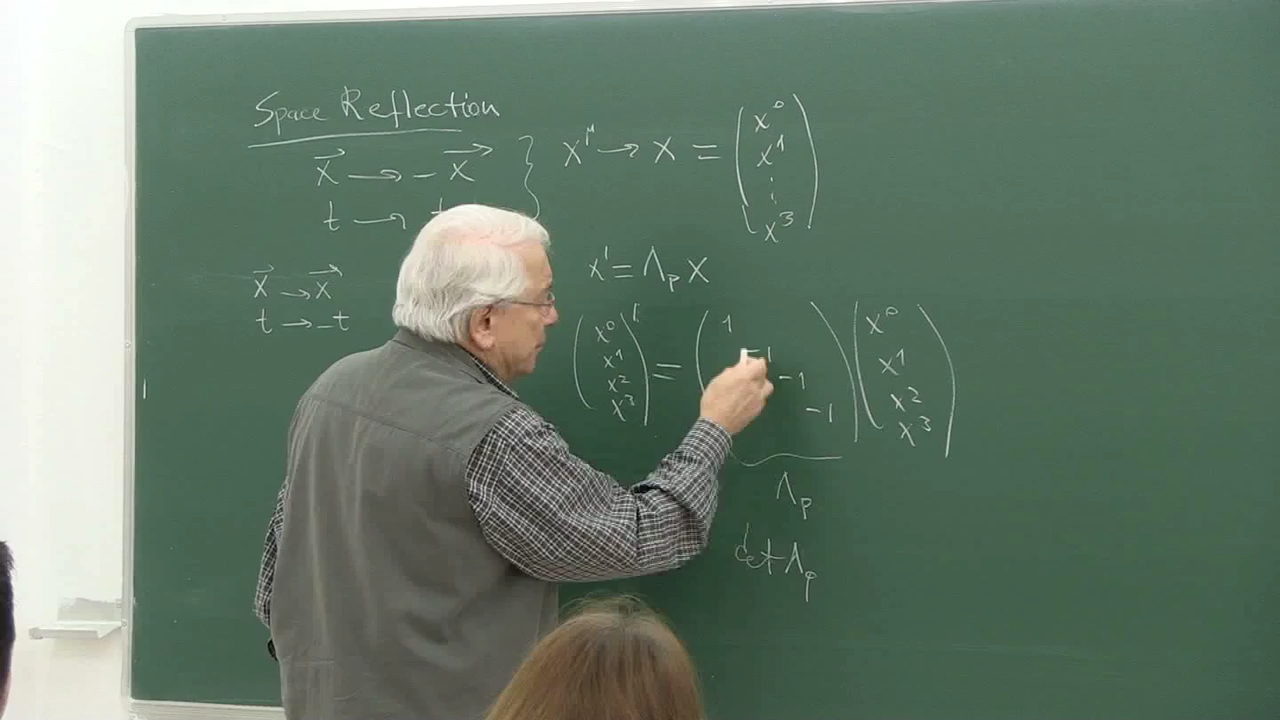 Space Reflection
x⃗ → - x⃗
t → t
} x^μ → x = ( x⁰ x¹ ⋮ x³ )
x⃗ → x⃗
t → -t
x' = Λ_p x
( x⁰ x¹ x² x³ )' = ( 1 -1 -1 -1 ) ( x⁰ x¹ x² x³ )
Λ_p
det Λ_p